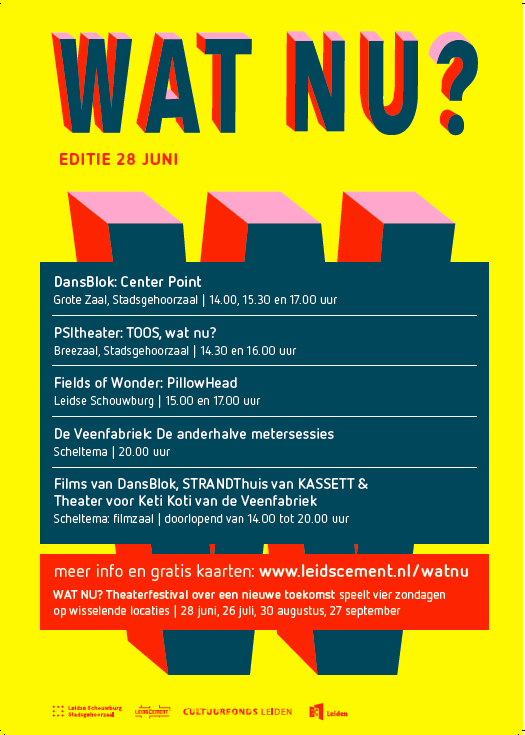 WAT NU?
EDITIE 28 JUNI
DansBlok: Center Point
Grote Zaal, Stadsgehoorzaal | 14.00, 15.30 en 17.00 uur
PSItheater: TOOS, wat nu?
Breezaal, Stadsgehoorzaal | 14.30 en 16.00 uur
Fields of Wonder: PillowHead
Leidse Schouwburg | 15.00 en 17.00 uur
De Veenfabriek: De anderhalve metersessies
Scheltema | 20.00 uur
Films van DansBlok, STRANDThuis van KASSETT &
Theater voor Keti Koti van de Veenfabriek
Scheltema: filmzaal | doorlopend van 14.00 tot 20.00 uur
meer info en gratis kaarten: www.leidscement.nl/watnu
WAT NU? Theaterfestival over een nieuwe toekomst speelt vier zondagen
op wisselende locaties | 28 juni, 26 juli, 30 augustus, 27 september
Leidse Schouwburg
Stadsgehoorzaal
LEIDSCEMENT
CULTUURFONDS LEIDEN
Leiden